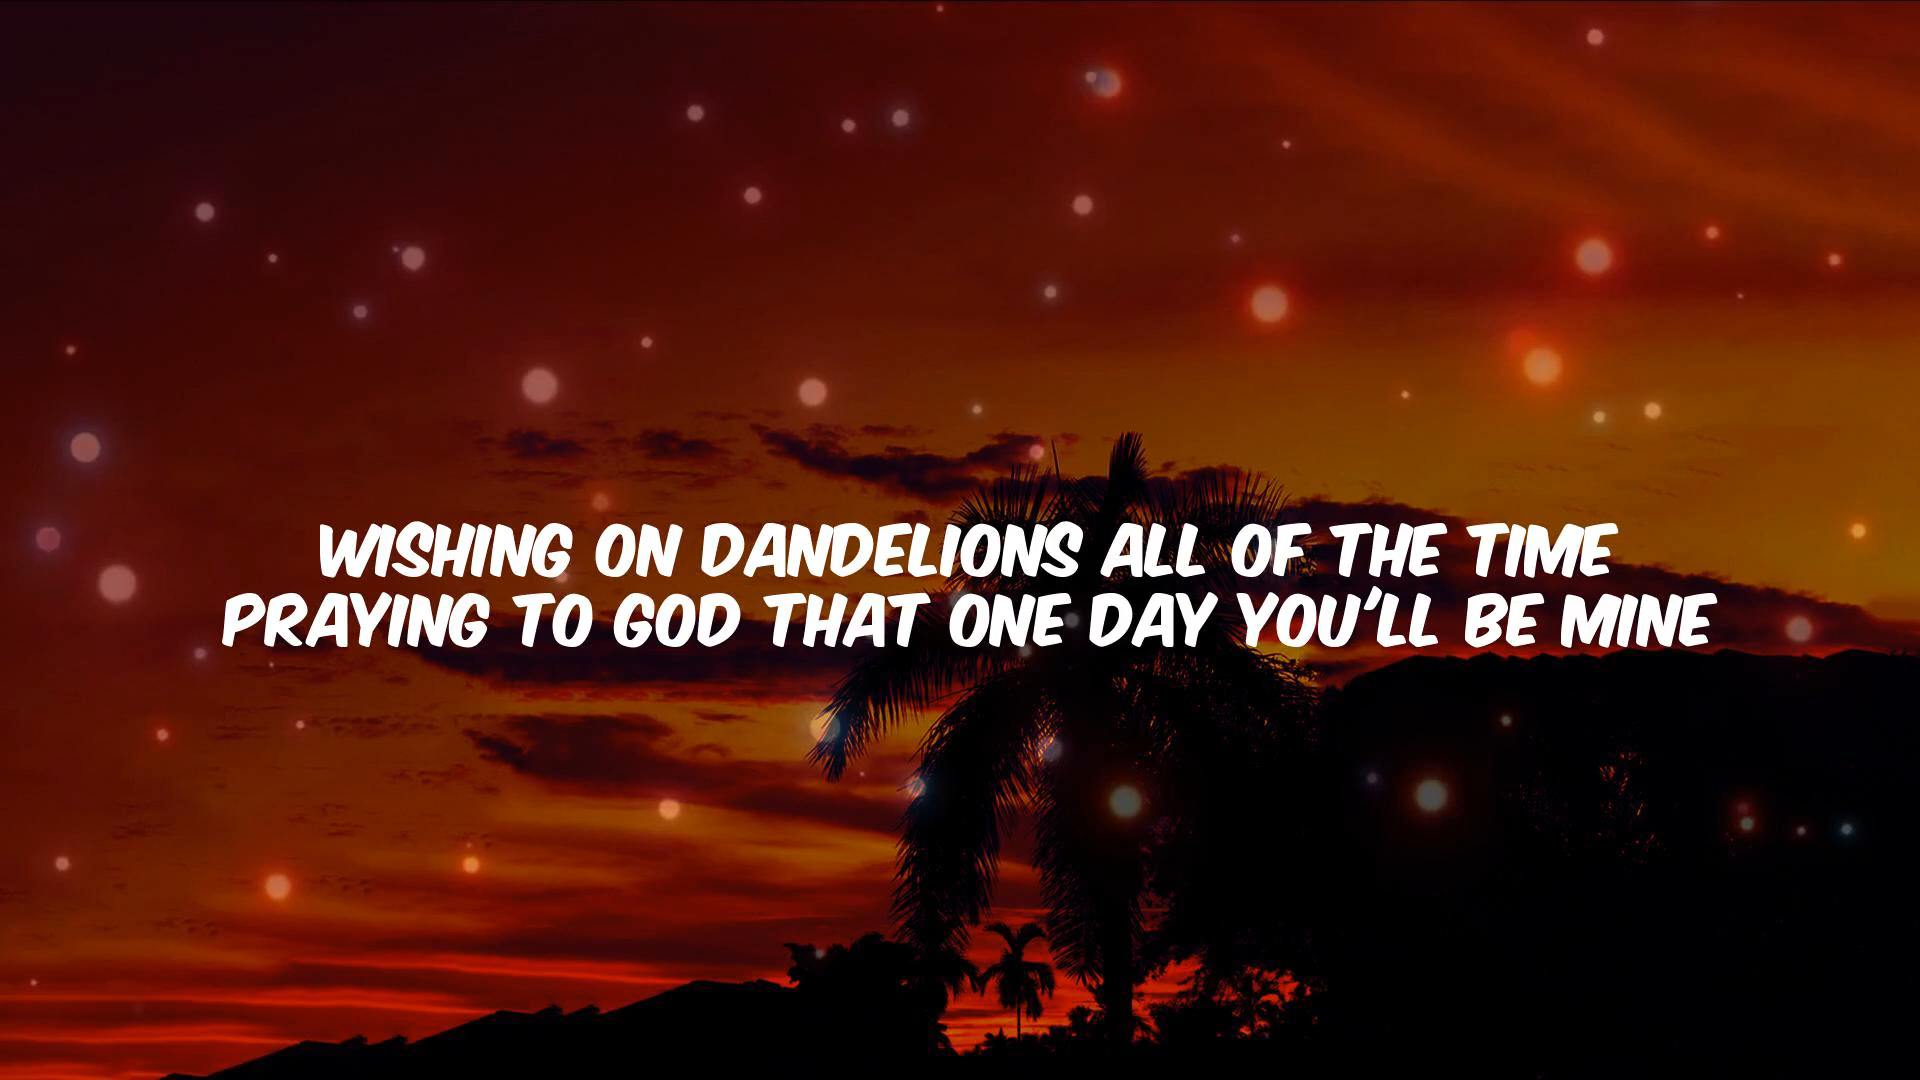 WISHING ON DANDELIONS ALL OF THE TIME
PRAYING TO GOD THAT ONE DAY YOU'LL BE MINE